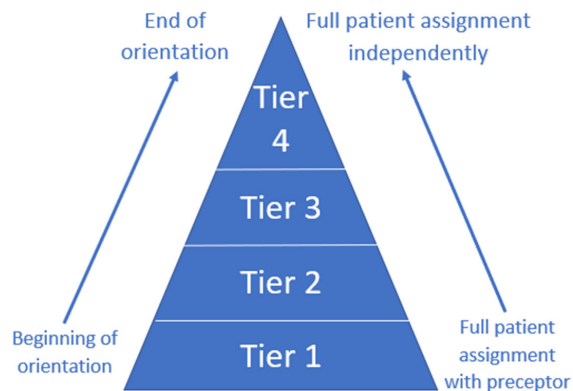 End of
orientation
Full patient assignment
independently
Tier
4
Tier 3
Tier 2
Tier 1
Beginning of
orientation
Full patient
assignment
with preceptor